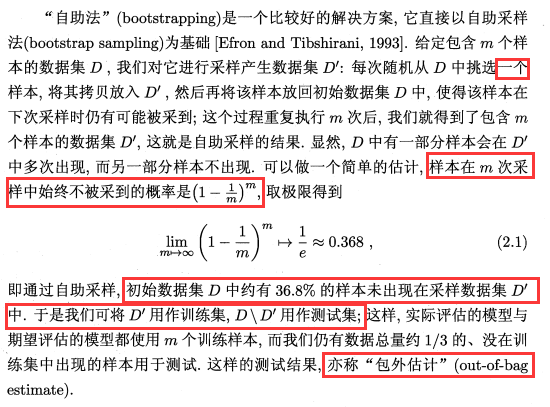 “自助法”(bootstrapping)是一个比较好的解决方案, 它直接以自助采样
法(bootstrap sampling)为基础 [Efron and Tibshirani, 1993]. 给定包含 m 个样
本的数据集 D , 我们对它进行采样产生数据集 D′: 每次随机从 D 中挑选一个
样本, 将其拷贝放入 D′ , 然后再将该样本放回初始数据集 D 中, 使得该样本在
下次采样时仍有可能被采到; 这个过程重复执行 m 次后, 我们就得到了包含 m
个样本的数据集 D′, 这就是自助采样的结果. 显然, D 中有一部分样本会在 D′
中多次出现, 而另一部分样本不出现. 可以做一个简单的估计, 样本在 m 次采
样中始终不被采到的概率是(1 − 1/m)^m, 取极限得到
lim m↦∞ (1 − 1/m)^m ↦ 1/e ≈ 0.368 , (2.1)
即通过自助采样, 初始数据集 D 中约有 36.8% 的样本未出现在采样数据集 D′
中. 于是我们可将 D′ 用作训练集, D\D′ 用作测试集; 这样, 实际评估的模型与
期望评估的模型都使用 m 个训练样本, 而我们仍有数据总量约 1/3 的、没在训
练集中出现的样本用于测试. 这样的测试结果, 亦称“包外估计”(out-of-bag
estimate).